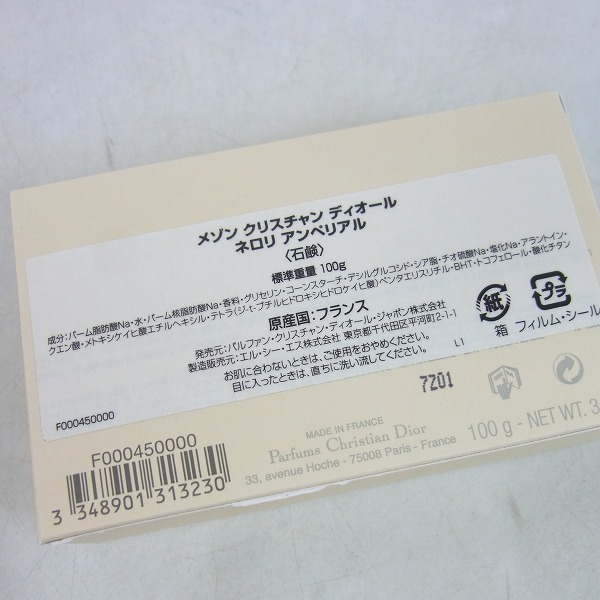 メゾン クリスチャン ディオール
ネロリ アンペリアル
〈石鹸〉
標準重量 100g
成分:パーム脂肪酸Na・水・パーム核脂肪酸Na・香料・グリセリン・コーンスターチ・デシルグルコシド・シア脂・チオ硫酸Na・塩化Na・アラントイン・
クエン酸・メトキシケイヒ酸エチルヘキシル・テトラ(ジ-t-ブチルヒドロキシヒドロケイヒ酸)ペンタエリスリチル・BHT・トコフェロール・酸化チタン
原産国:フランス
発売元:パルファン・クリスチャン・ディオール・ジャポン株式会社
製造販売元:エル・シー・エス株式会社 東京都千代田区平河町2-1-1
お肌に合わないときは、ご使用をおやめください。
目に入ったときは、直ちに洗い流してください。
L1
紙
箱
プラ
フィルム・シール
F000450000
7Z01
F000450000
3 348901 313230
MADE IN FRANCE
Parfums Christian Dior
33, avenue Hoche - 75008 Paris - France
100 g - NET WT. 3.